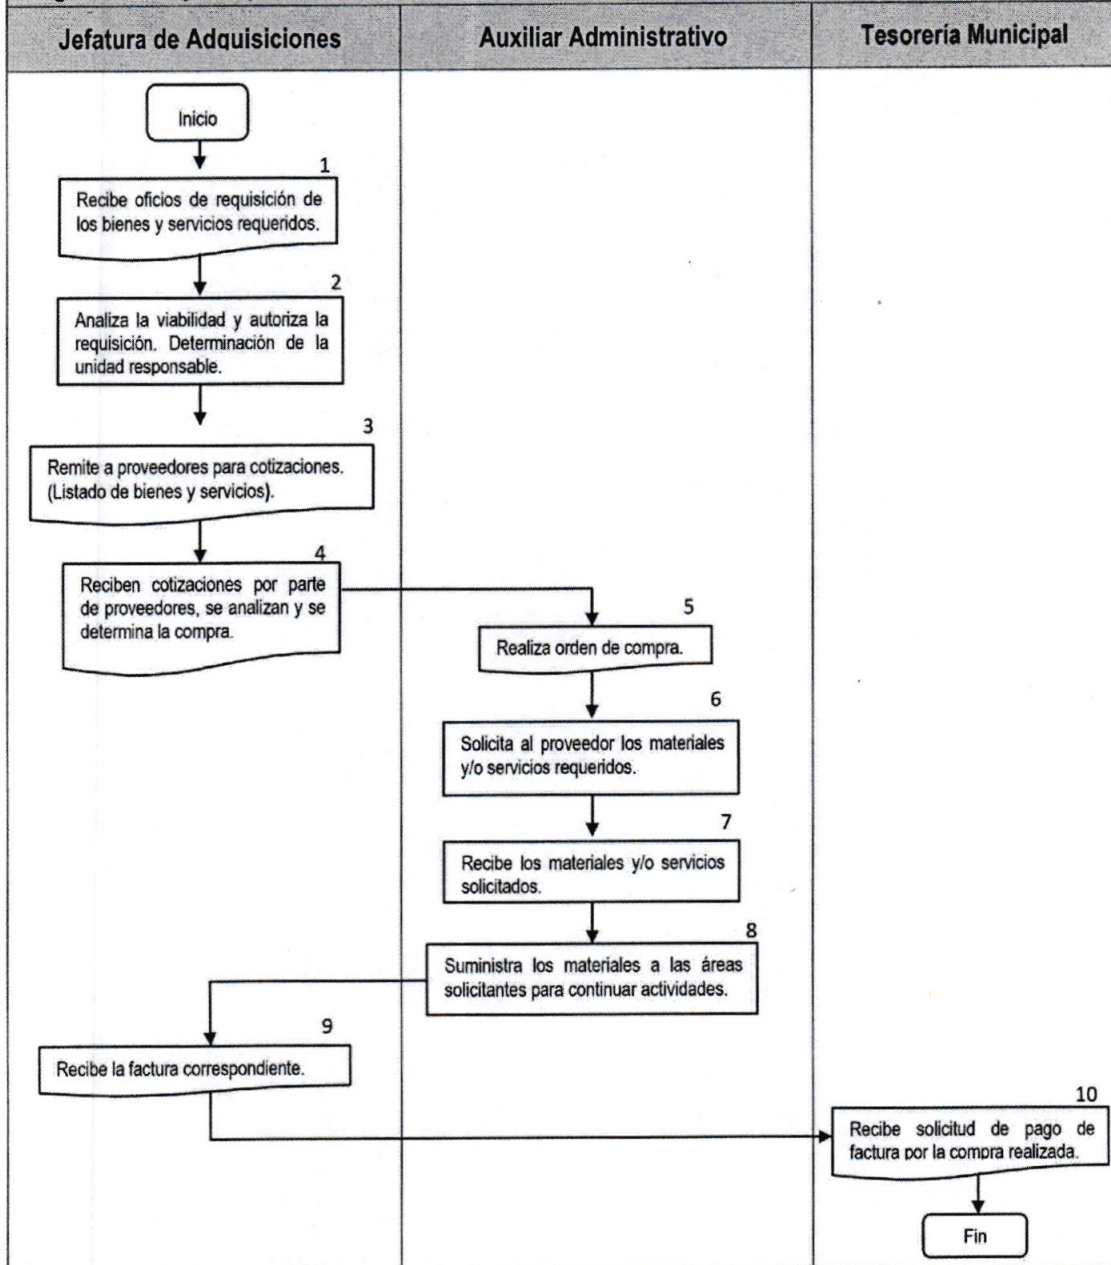 Jefatura de Adquisiciones
Auxiliar Administrativo
Tesorería Municipal
Inicio
1
Recibe oficios de requisición de
los bienes y servicios requeridos.
2
Analiza la viabilidad y autoriza la
requisición. Determinación de la
unidad responsable.
3
Remite a proveedores para cotizaciones.
(Listado de bienes y servicios).
4
Reciben cotizaciones por parte
de proveedores, se analizan y se
determina la compra.
5
Realiza orden de compra.
6
Solicita al proveedor los materiales
y/o servicios requeridos.
7
Recibe los materiales y/o servicios
solicitados.
8
Suministra los materiales a las áreas
solicitantes para continuar actividades.
9
Recibe la factura correspondiente.
10
Recibe solicitud de pago de
factura por la compra realizada.
Fin